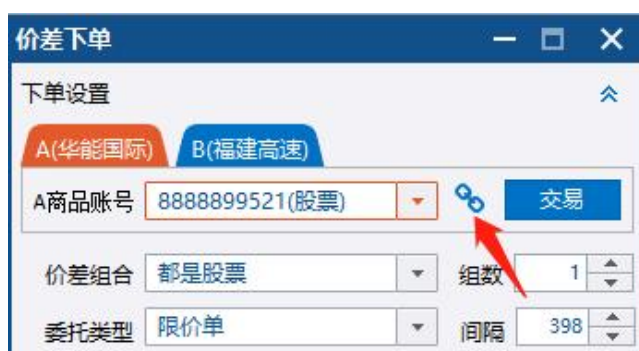 价差下单
下单设置
A(华能国际) B(福建高速)
A商品账号 8888899521(股票) 交易
价差组合 都是股票 组数 1
委托类型 限价单 间隔 398